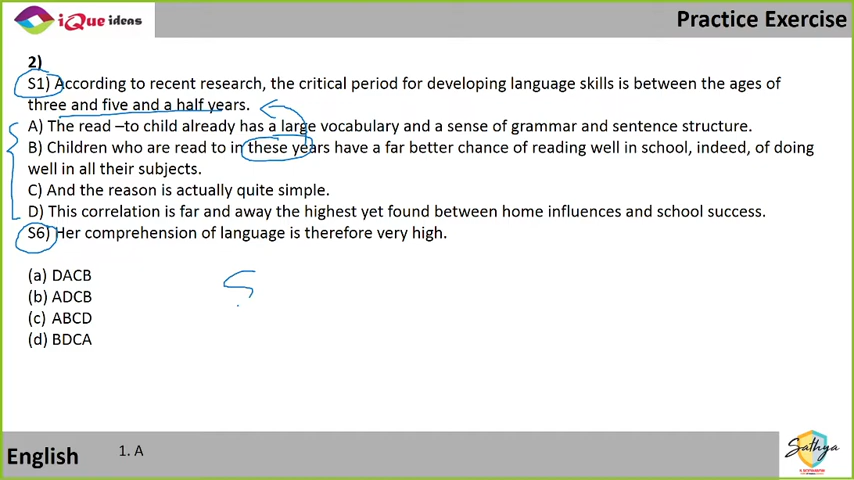 iQue ideas
Practice Exercise
2)
S1) According to recent research, the critical period for developing language skills is between the ages of
three and five and a half years.
A) The read –to child already has a large vocabulary and a sense of grammar and sentence structure.
B) Children who are read to in these years have a far better chance of reading well in school, indeed, of doing
well in all their subjects.
C) And the reason is actually quite simple.
D) This correlation is far and away the highest yet found between home influences and school success.
S6) Her comprehension of language is therefore very high.
(a) DACB
(b) ADCB
(c) ABCD
(d) BDCA
English
1. A
Sathya